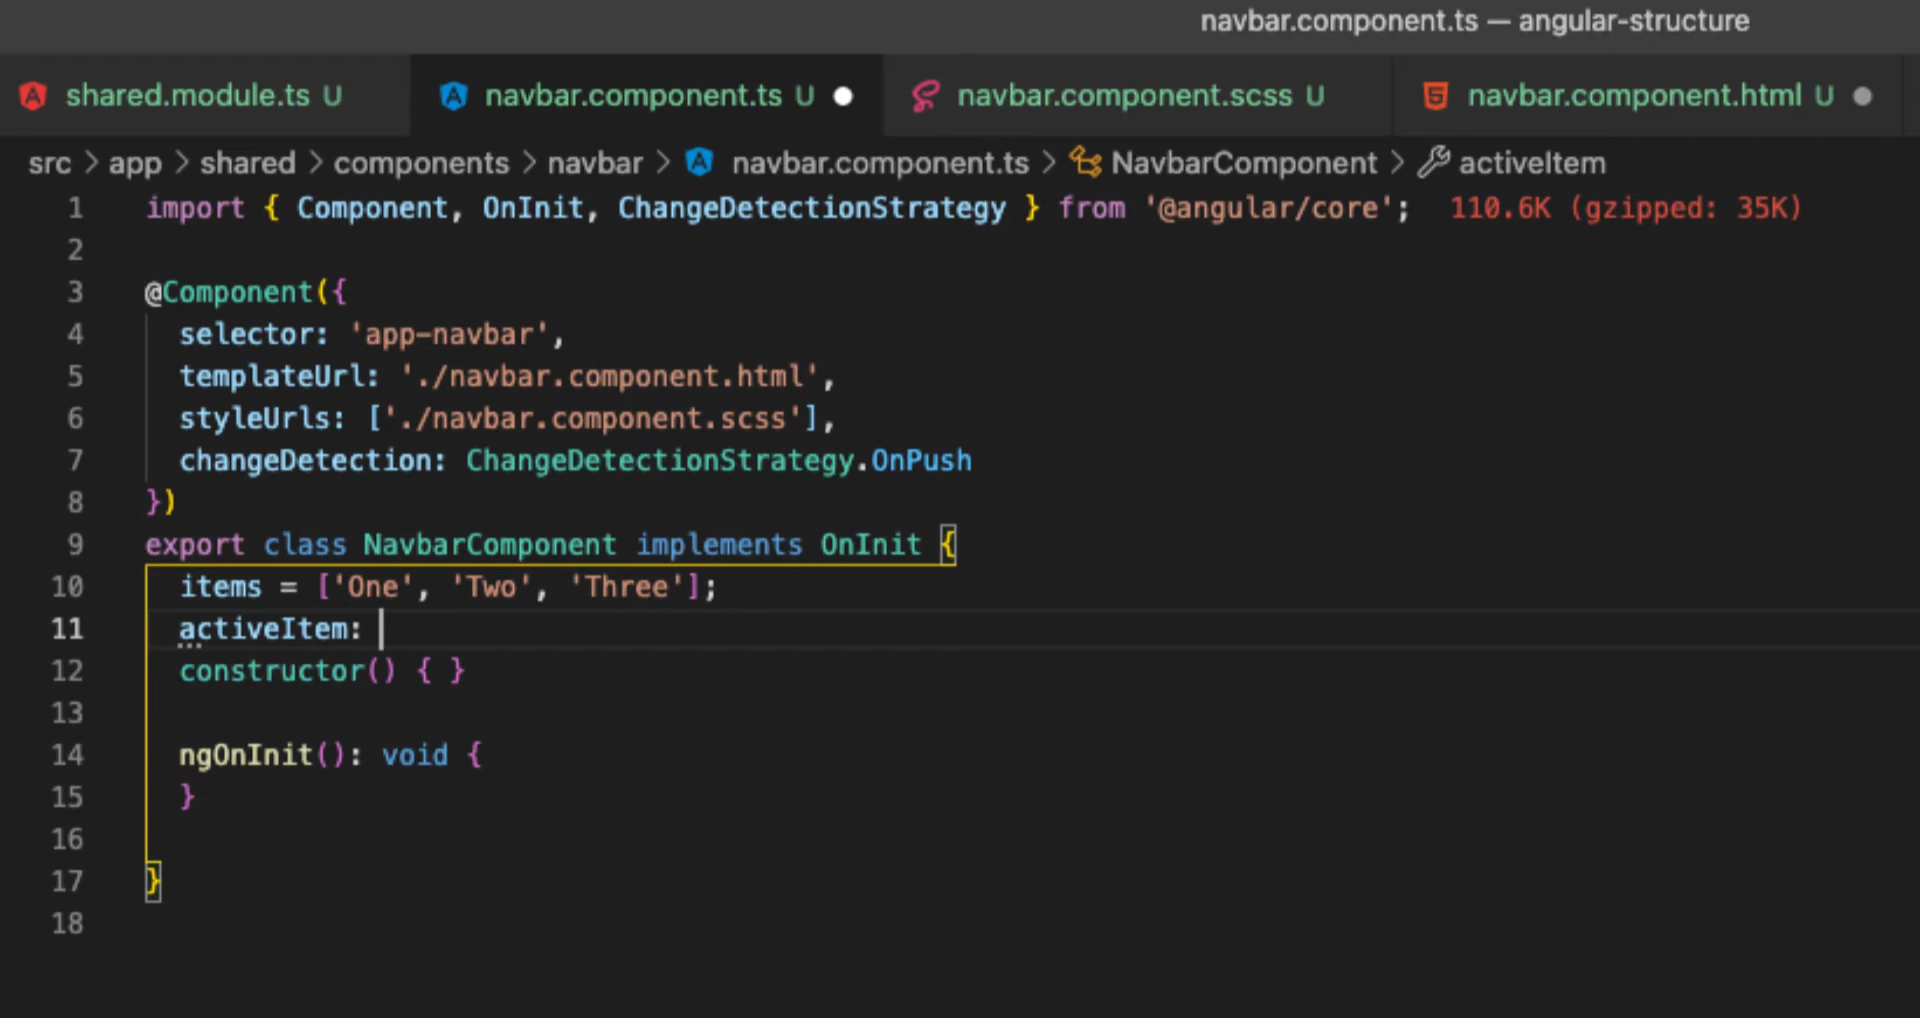 navbar.component.ts — angular-structure
shared.module.ts U navbar.component.ts U navbar.component.scss U navbar.component.html U
src > app > shared > components > navbar > navbar.component.ts > NavbarComponent > activeItem
1 import { Component, OnInit, ChangeDetectionStrategy } from '@angular/core'; 110.6K (gzipped: 35K)
2
3 @Component({
4 selector: 'app-navbar',
5 templateUrl: './navbar.component.html',
6 styleUrls: ['./navbar.component.scss'],
7 changeDetection: ChangeDetectionStrategy.OnPush
8 })
9 export class NavbarComponent implements OnInit {
10 items = ['One', 'Two', 'Three'];
11 activeItem:
12 constructor() { }
13
14 ngOnInit(): void {
15 }
16
17 }
18